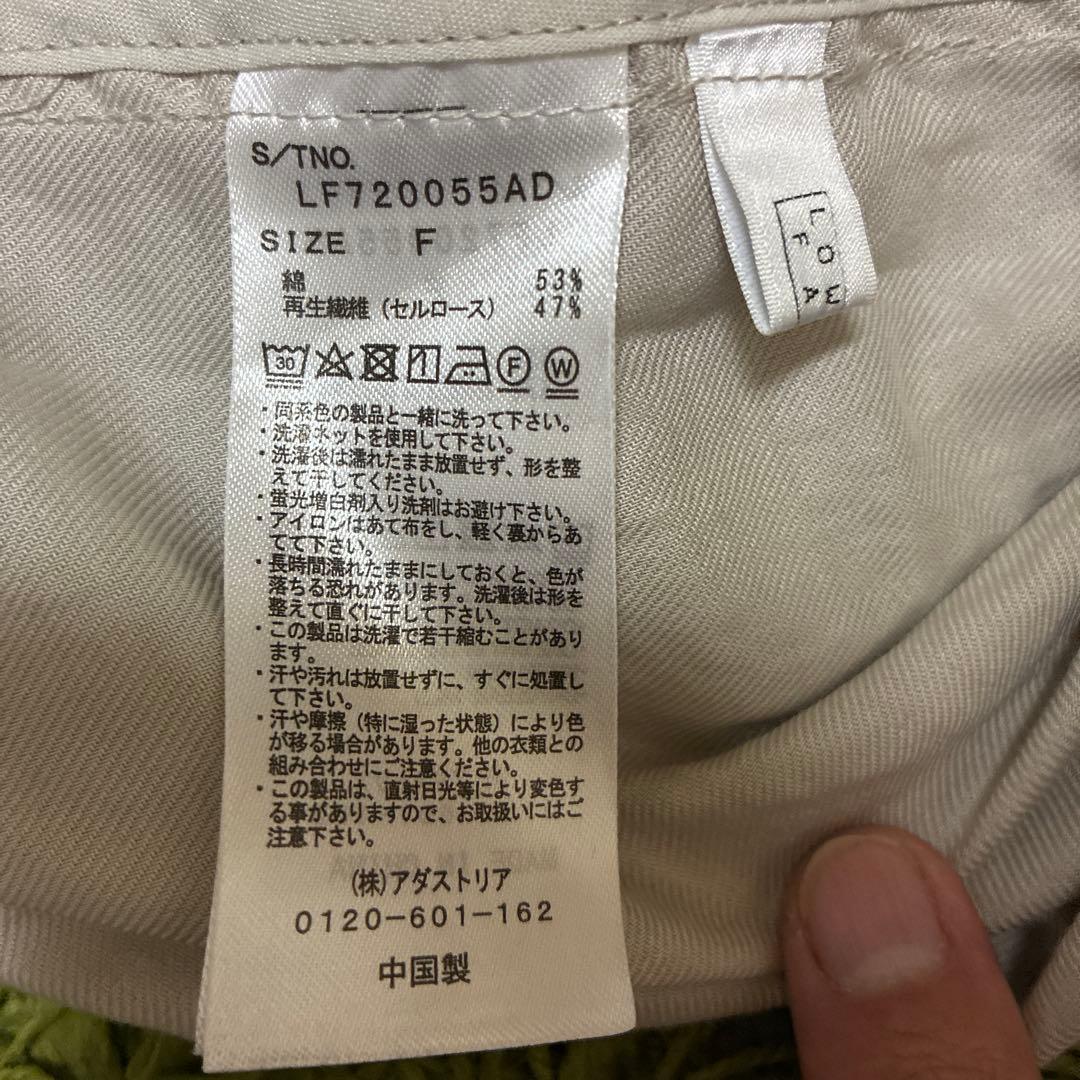 S/TNO.
LF720055AD
SIZE F
綿 53%
再生繊維（セルロース） 47%
30
F
W
・同系色の製品と一緒に洗って下さい。
・洗濯ネットを使用して下さい。
・洗濯後は濡れたまま放置せず、形を整
えて干してください。
・蛍光増白剤入り洗剤はお避け下さい。
・アイロンはあて布をし、軽く裏からあ
てて下さい。
・長時間濡れたままにしておくと、色が
落ちる恐れがあります。洗濯後は形を
整えて直ぐに干して下さい。
・この製品は洗濯で若干縮むことがあり
ます。
・汗や汚れは放置せずに、すぐに処置し
て下さい。
・汗や摩擦（特に湿った状態）により色
が移る場合があります。他の衣類との
組み合わせにご注意ください。
・この製品は、直射日光等により変色す
る事がありますので、お取扱いにはご
注意下さい。
(株)アダストリア
0120-601-162
中国製
LOW
FA